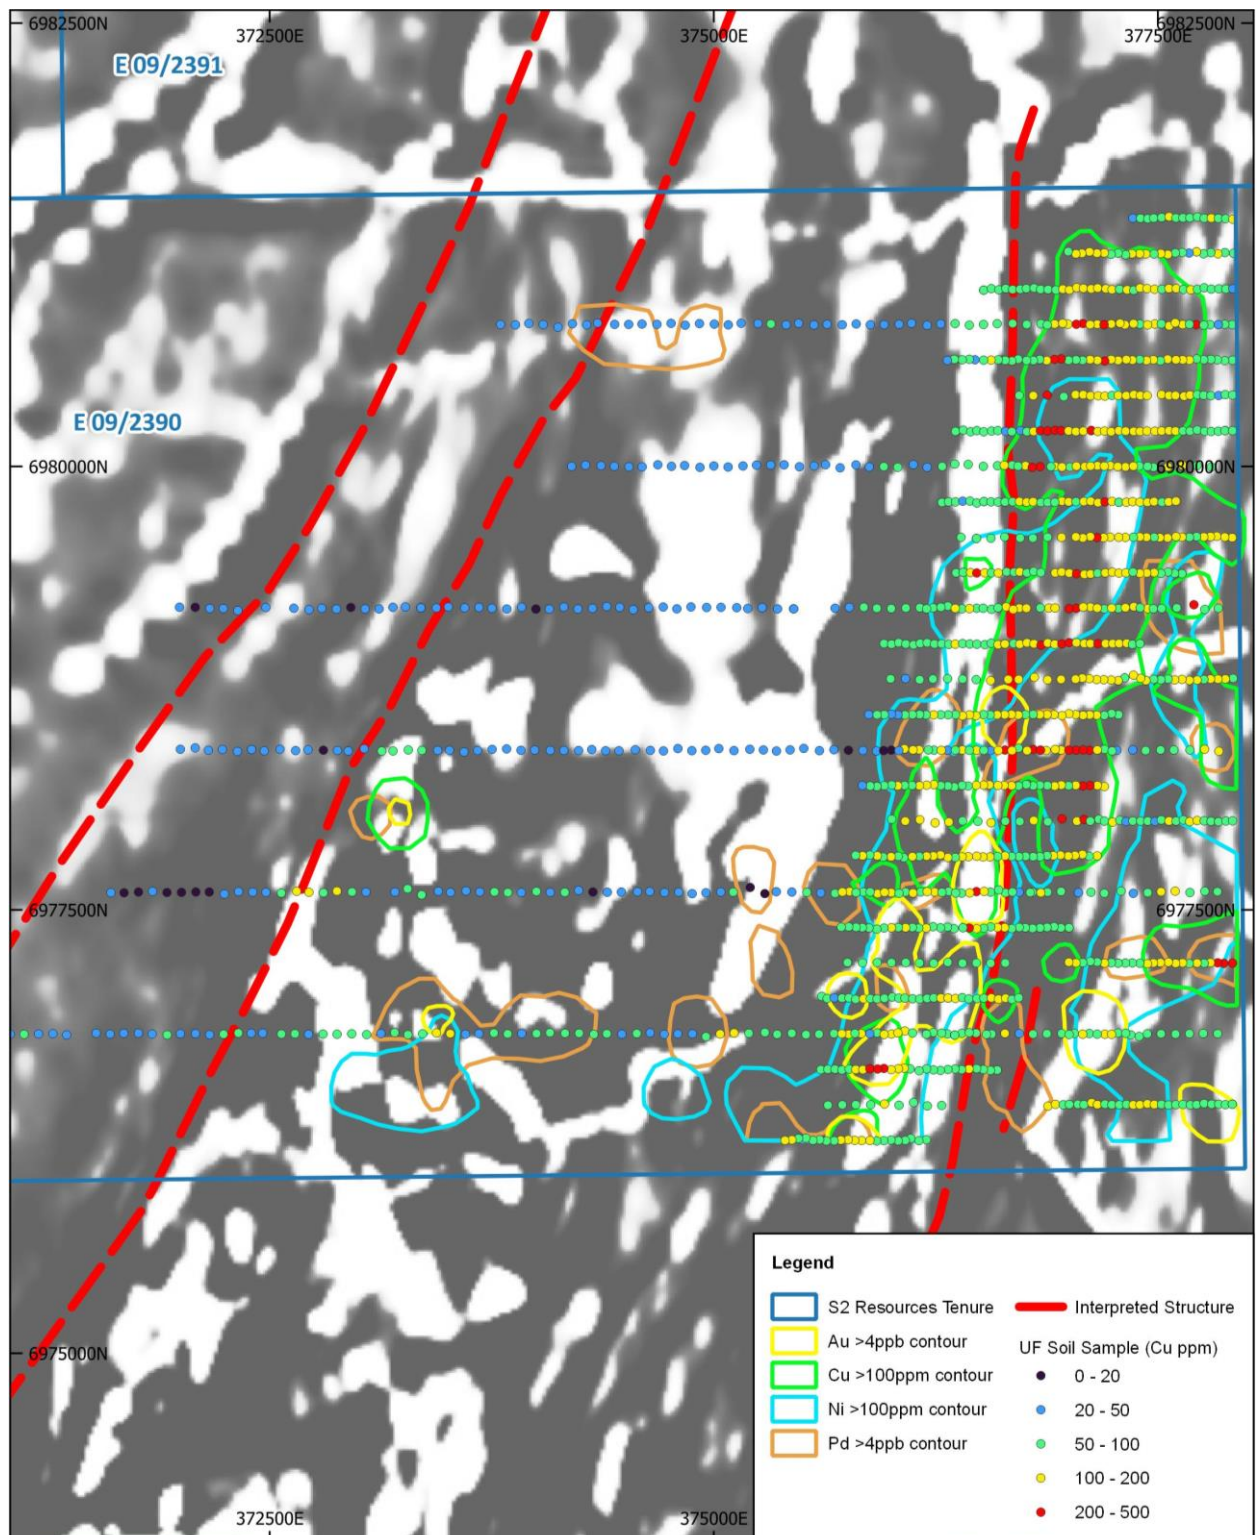 6982500N
6982500N
372500E
375000E
377500E
E 09/2391
E 09/2390
6980000N
6980000N
6977500N
6977500N
6975000N
372500E
375000E
Legend
S2 Resources Tenure
Au >4ppb contour
Cu >100ppm contour
Ni >100ppm contour
Pd >4ppb contour
Interpreted Structure
UF Soil Sample (Cu ppm)
0 - 20
20 - 50
50 - 100
100 - 200
200 - 500